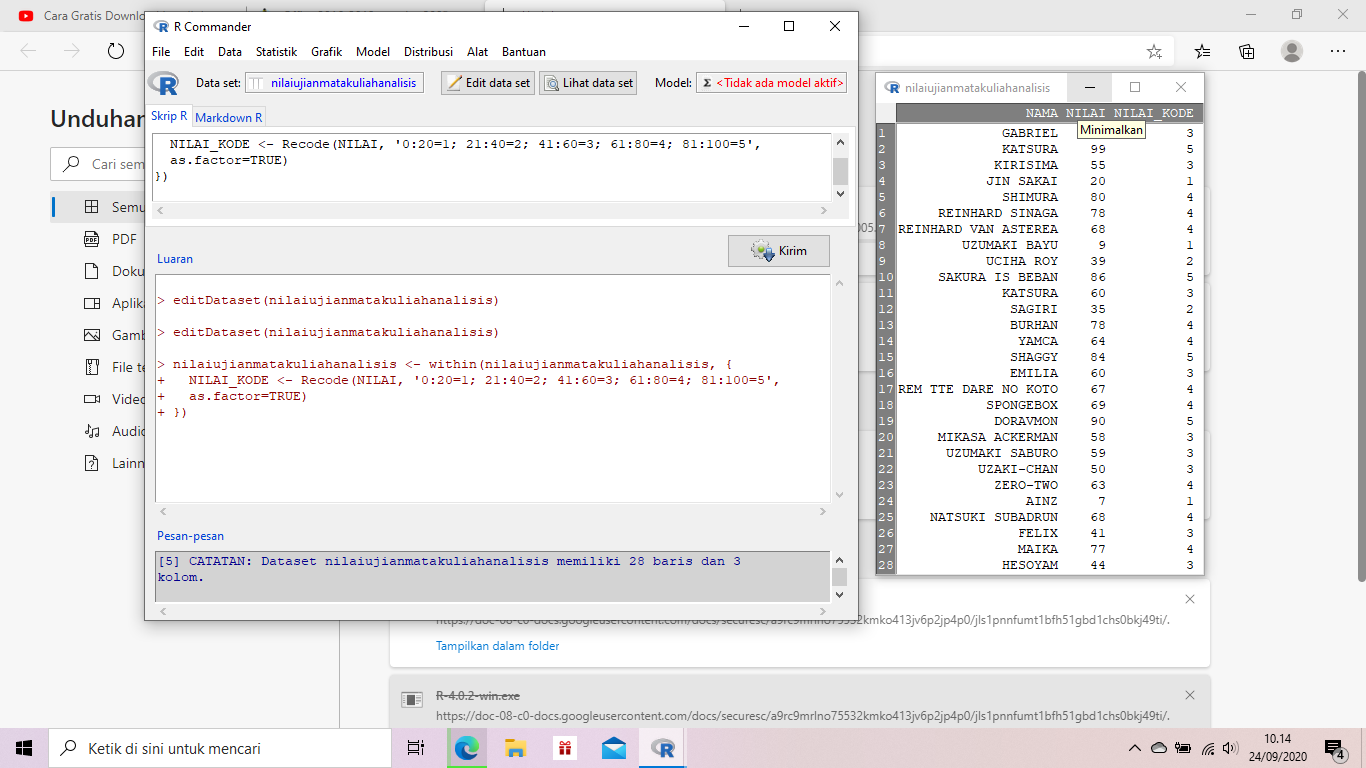 Cara Gratis Downlo
R Commander
File Edit Data Statistik Grafik Model Distribusi Alat Bantuan
Data set: nilaiujianmatakuliahanalisis Edit data set Lihat data set Model: Σ <Tidak ada model aktif>
Skrip R Markdown R
NILAI_KODE <- Recode(NILAI, '0:20=1; 21:40=2; 41:60=3; 61:80=4; 81:100=5',
as.factor=TRUE)
})
Kirim
Luaran
> editDataset(nilaiujianmatakuliahanalisis)
> editDataset(nilaiujianmatakuliahanalisis)
> nilaiujianmatakuliahanalisis <- within(nilaiujianmatakuliahanalisis, {
+ NILAI_KODE <- Recode(NILAI, '0:20=1; 21:40=2; 41:60=3; 61:80=4; 81:100=5',
+ as.factor=TRUE)
+ })
Pesan-pesan
[5] CATATAN: Dataset nilaiujianmatakuliahanalisis memiliki 28 baris dan 3
kolom.
Unduhan
Cari sem
Semu
PDF
Doku
Aplika
Gamb
File te
Video
Audio
Lainn
nilaiujianmatakuliahanalisis
NAMA NILAI NILAI_KODE
Minimalkan
1 GABRIEL 3
2 KATSURA 99 5
3 KIRISIMA 55 3
4 JIN SAKAI 20 1
5 SHIMURA 80 4
6 REINHARD SINAGA 78 4
7 REINHARD VAN ASTEREA 68 4
8 UZUMAKI BAYU 9 1
9 UCIHA ROY 39 2
10 SAKURA IS BEBAN 86 5
11 KATSURA 60 3
12 SAGIRI 35 2
13 BURHAN 78 4
14 YAMCA 64 4
15 SHAGGY 84 5
16 EMILIA 60 3
17 REM TTE DARE NO KOTO 67 4
18 SPONGEBOX 69 4
19 DORAVMON 90 5
20 MIKASA ACKERMAN 58 3
21 UZUMAKI SABURO 59 3
22 UZAKI-CHAN 50 3
23 ZERO-TWO 63 4
24 AINZ 7 1
25 NATSUKI SUBADRUN 68 4
26 FELIX 41 3
27 MAIKA 77 4
28 HESOYAM 44 3
005.
https://doc-08-c0-docs.googleusercontent.com/docs/securesc/a9rc9mrlno75532kmko413jv6p2jp4p0/jls1pnnfumt1bfh51gbd1chs0bkj49ti/.
Tampilkan dalam folder
R-4.0.2-win.exe
https://doc-08-c0-docs.googleusercontent.com/docs/securesc/a9rc9mrlno75532kmko413jv6p2jp4p0/jls1pnnfumt1bfh51gbd1chs0bkj49ti/.
Ketik di sini untuk mencari
10.14
24/09/2020
4